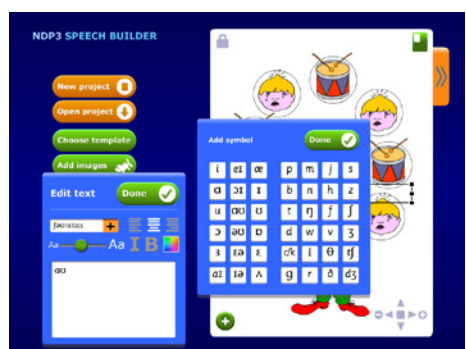 NDP3 SPEECH BUILDER
New project
Open project
Choose template
Add images
Edit text Done
Aa Aa I B
ɑʊ
Add symbol Done
i eɪ æ p m j s
ɑ ɔɪ ɪ b n h z
u ɑʊ ʊ t ŋ f ʃ
ɔ əʊ ɒ d w v ʒ
ɜ ɛə ɛ c/k l θ tʃ
aɪ ɪə ʌ g r ð dʒ